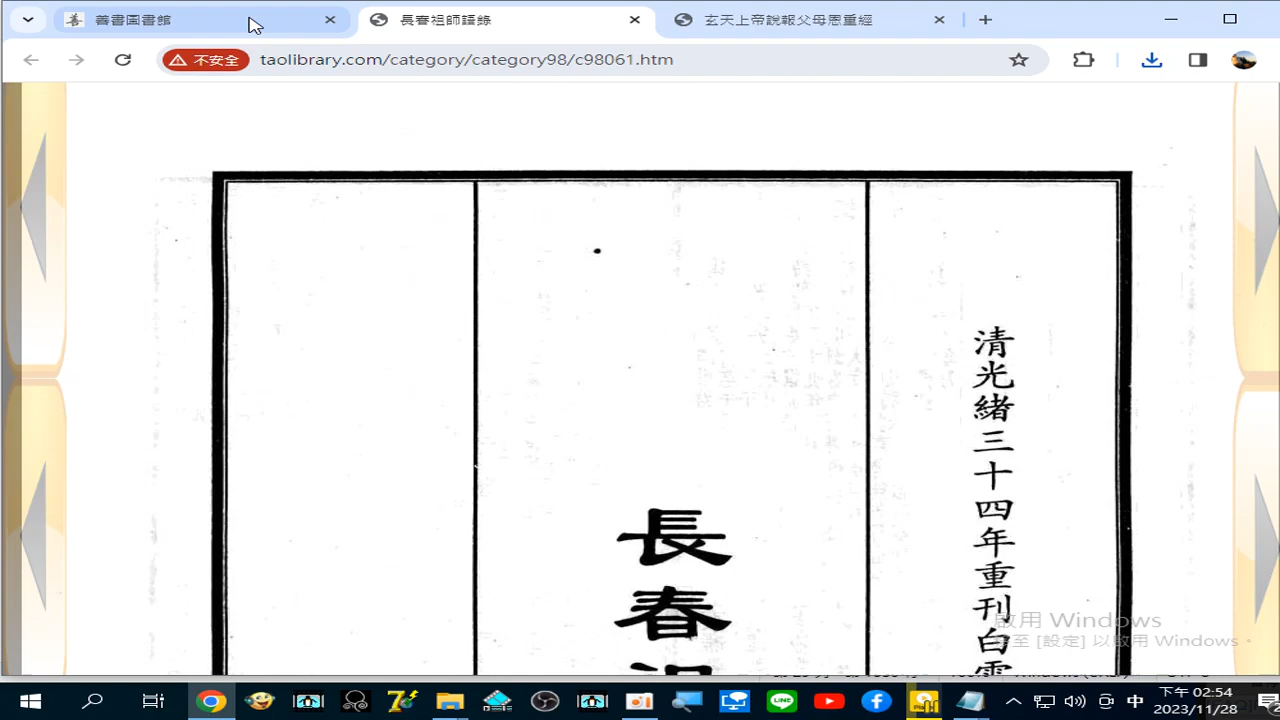 善書圖書館
長春祖師語錄
玄天上帝說報父母恩重經
不安全
taolibrary.com/category/category98/c98061.htm
清光緒三十四年重刊白雲
長春祖
啟用 Windows
移至 [設定] 以啟用 Windows。
中
下午 02:54
2023/11/28